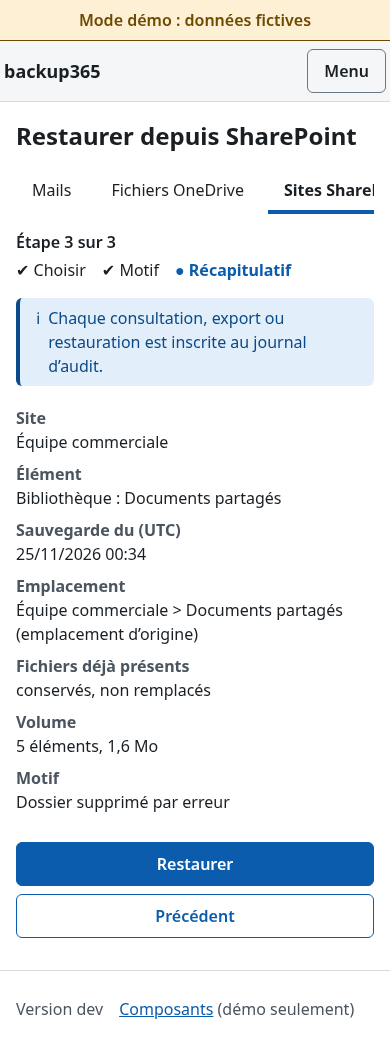 Mode démo : données fictives
backup365
Menu
Restaurer depuis SharePoint
Mails
Fichiers OneDrive
Sites Share
Étape 3 sur 3
✔ Choisir
✔ Motif
● Récapitulatif
i Chaque consultation, export ou
restauration est inscrite au journal
d’audit.
Site
Équipe commerciale
Élément
Bibliothèque : Documents partagés
Sauvegarde du (UTC)
25/11/2026 00:34
Emplacement
Équipe commerciale > Documents partagés
(emplacement d’origine)
Fichiers déjà présents
conservés, non remplacés
Volume
5 éléments, 1,6 Mo
Motif
Dossier supprimé par erreur
Restaurer
Précédent
Version dev
Composants (démo seulement)